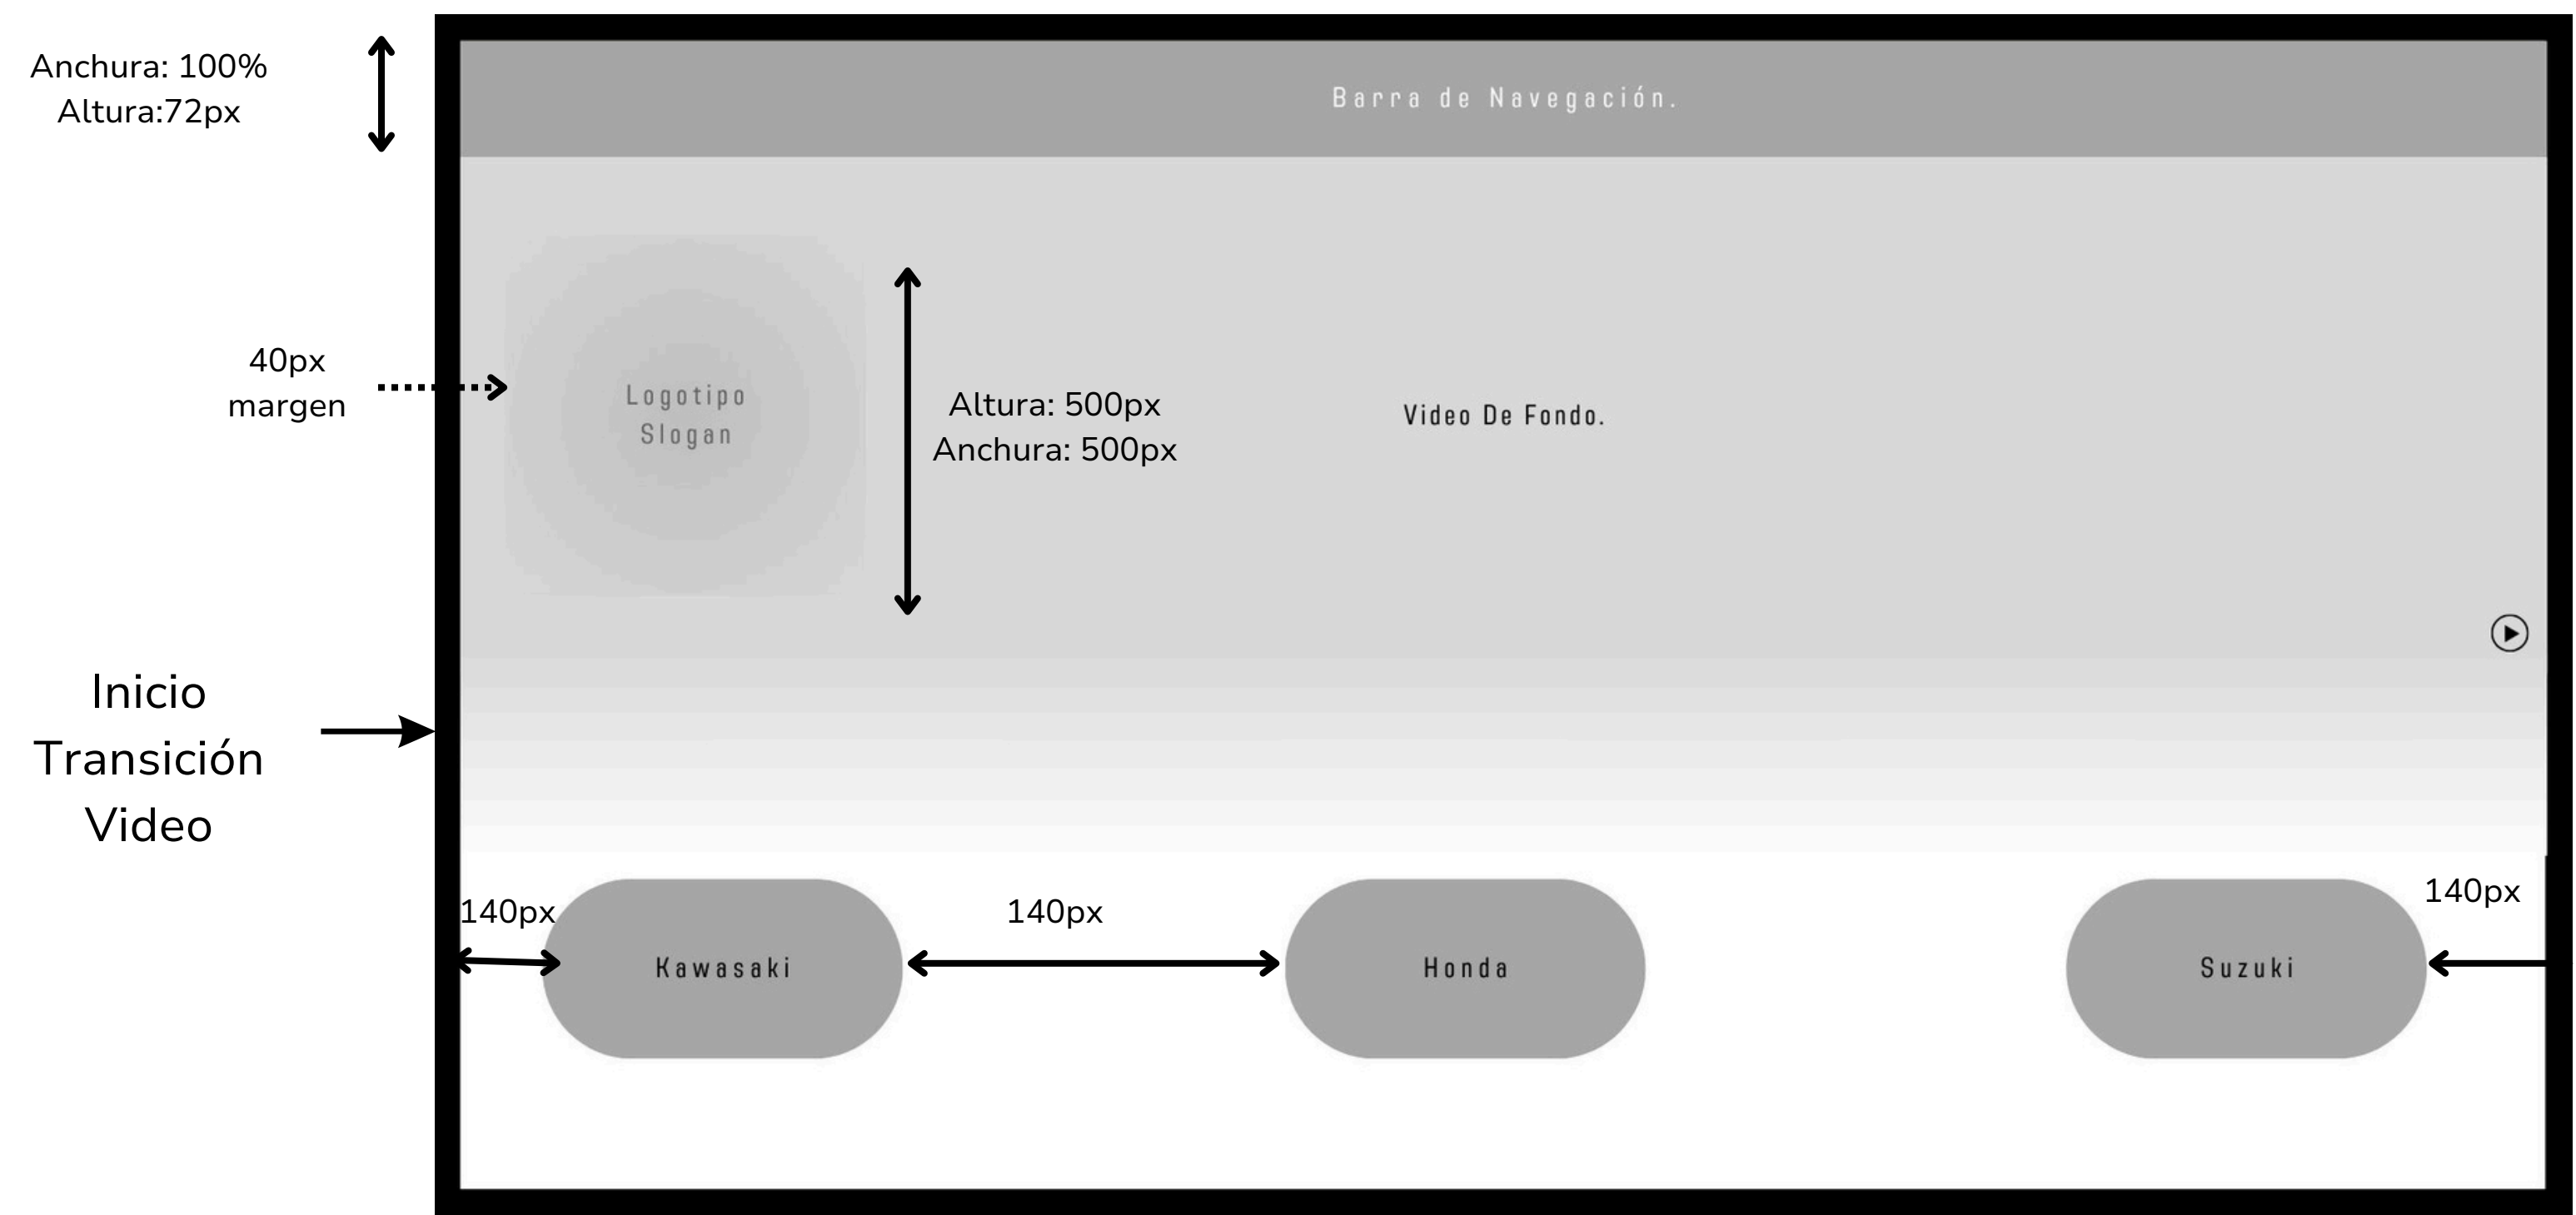 Anchura: 100%
Altura:72px
Barra de Navegación.
40px
margen
Logotipo
Slogan
Altura: 500px
Anchura: 500px
Video De Fondo.
Inicio
Transición
Video
140px
140px
140px
Kawasaki
Honda
Suzuki